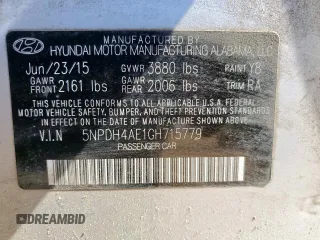 MANUFACTURED BY
HYUNDAI MOTOR MANUFACTURING ALABAMA, LLC
Jun/23/15 GVWR 3880 lbs PAINT Y8
GAWR FRONT 2161 lbs GAWR REAR 2006 lbs TRIM RA
THIS VEHICLE CONFORMS TO ALL APPLICABLE FEDERAL
MOTOR VEHICLE SAFETY, BUMPER, AND THEFT PREVENTION STANDARDS
IN EFFECT ON THE DATE OF MANUFACTURE SHOWN ABOVE.
V.I.N 5NPDH4AE1GH715779
PASSENGER CAR
DREAMBID